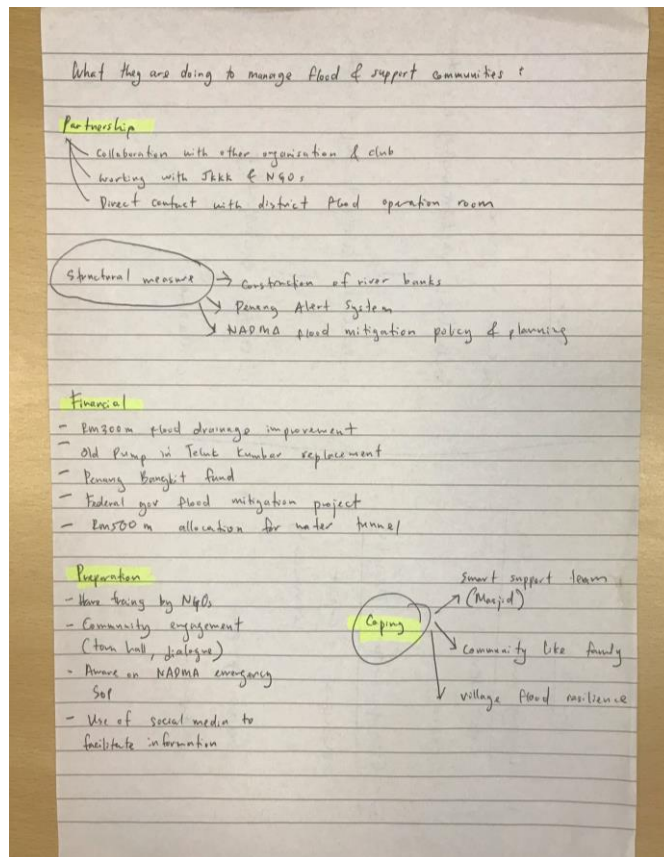 What they are doing to manage flood & support communities ?
Partnership
Collaboration with other organisation & club
working with JKKK & NGOs
Direct contact with district flood operation room
Structural measure
Construction of river banks
Penang Alert System
NADMA flood mitigation policy & planning
Financial
- RM300m flood drainage improvement
- Old Pump in Teluk Kumbar replacement
- Penang Bangkit fund
- Federal gov flood mitigation project
- RM500m allocation for water tunnel
Preparation
- Have traing by NGOs
- Community engagement
(town hall, dialogue)
- Aware on NADMA emergency
SOP
- Use of social media to
facilitate information
Coping
Smart support team
(Masjid)
Community like family
village flood resilience